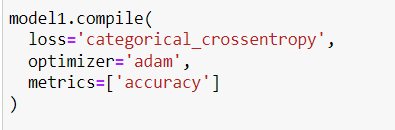 model1.compile(
  loss='categorical_crossentropy',
  optimizer='adam',
  metrics=['accuracy']
)